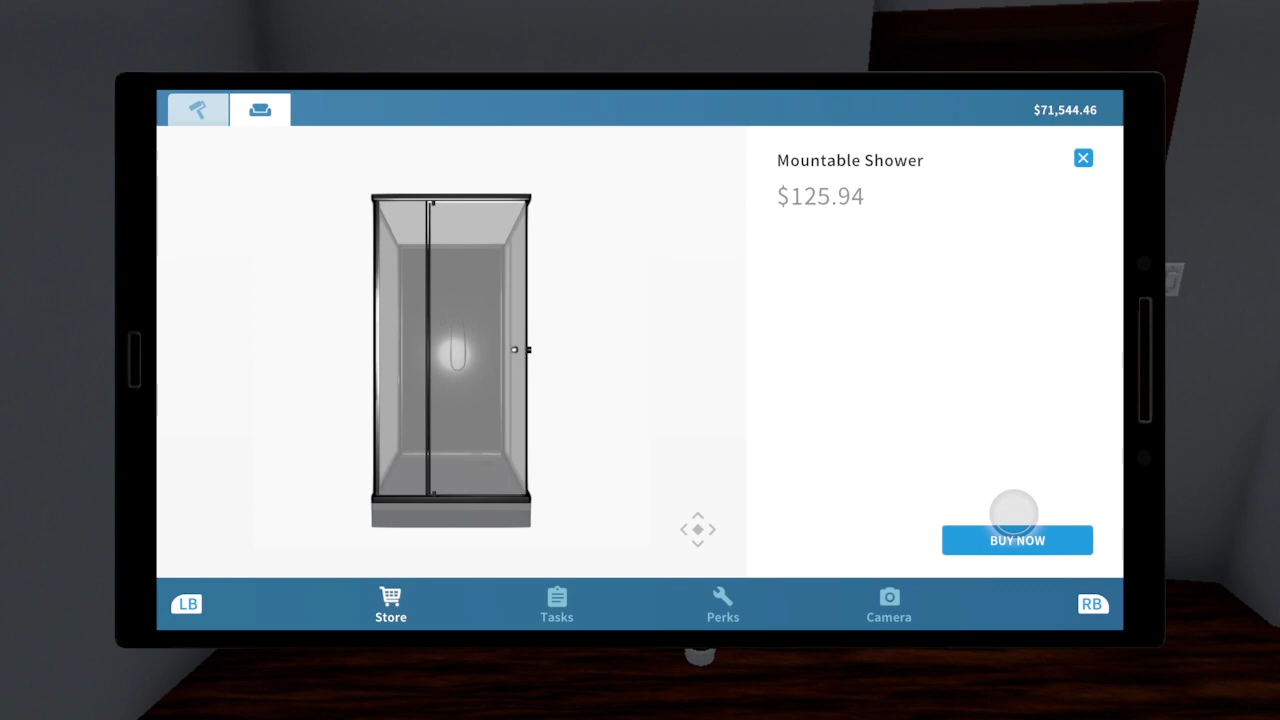 $71,544.46
Mountable Shower
$125.94
BUY NOW
LB
Store
Tasks
Perks
Camera
RB